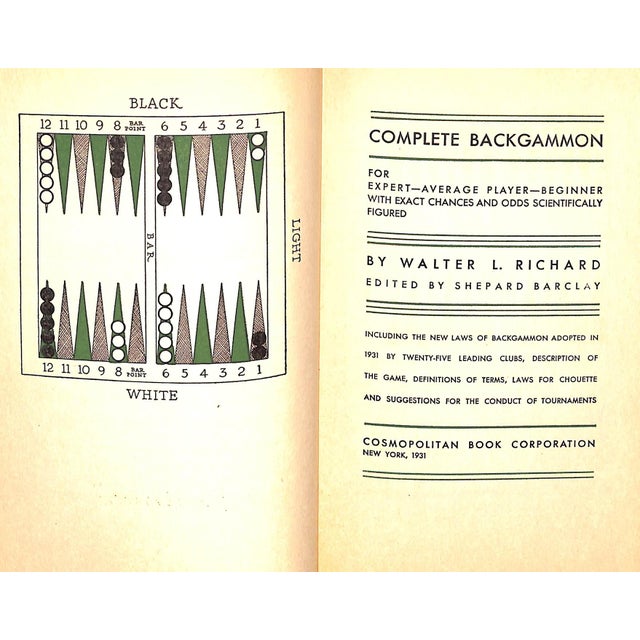 BLACK
12 11 10 9 8 BAR POINT 6 5 4 3 2 1
BAR
LIGHT
12 11 10 9 8 BAR POINT 6 5 4 3 2 1
WHITE
COMPLETE BACKGAMMON
FOR
EXPERT—AVERAGE PLAYER—BEGINNER
WITH EXACT CHANCES AND ODDS SCIENTIFICALLY
FIGURED
BY WALTER L. RICHARD
EDITED BY SHEPARD BARCLAY
INCLUDING THE NEW LAWS OF BACKGAMMON ADOPTED IN
1931 BY TWENTY-FIVE LEADING CLUBS, DESCRIPTION OF
THE GAME, DEFINITIONS OF TERMS, LAWS FOR CHOUETTE
AND SUGGESTIONS FOR THE CONDUCT OF TOURNAMENTS
COSMOPOLITAN BOOK CORPORATION
NEW YORK, 1931